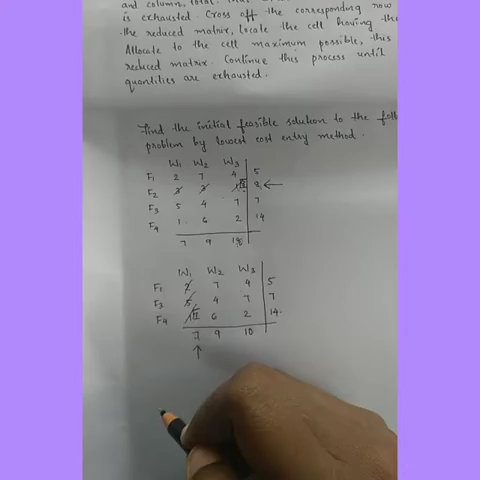 and column, total.
is exhausted. Cross off the corresponding row
the reduced matrix, locate the cell having the
Allocate to the cell maximum possible, this
reduced matrix. Continue this process until
quantities are exhausted.
Find the initial feasible solution to the foll
problem by lowest cost entry method.
W1 W2 W3
F1 2 7 4 5
F2 3 3 1 8
F3 5 4 7 7
F4 1 6 2 14
7 9 18
W1 W2 W3
F1 2 7 4 5
F3 5 4 7 7
F4 1 6 2 14
7 9 10